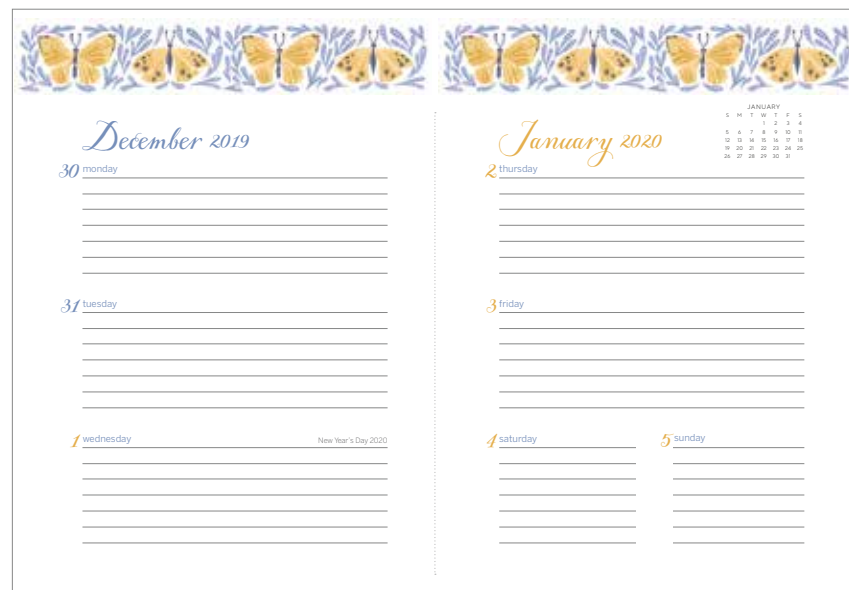 December 2019
30 monday
31 tuesday
1 wednesday New Year's Day 2020
January 2020
JANUARY
S M T W T F S
1 2 3 4
5 6 7 8 9 10 11
12 13 14 15 16 17 18
19 20 21 22 23 24 25
26 27 28 29 30 31
2 thursday
3 friday
4 saturday
5 sunday